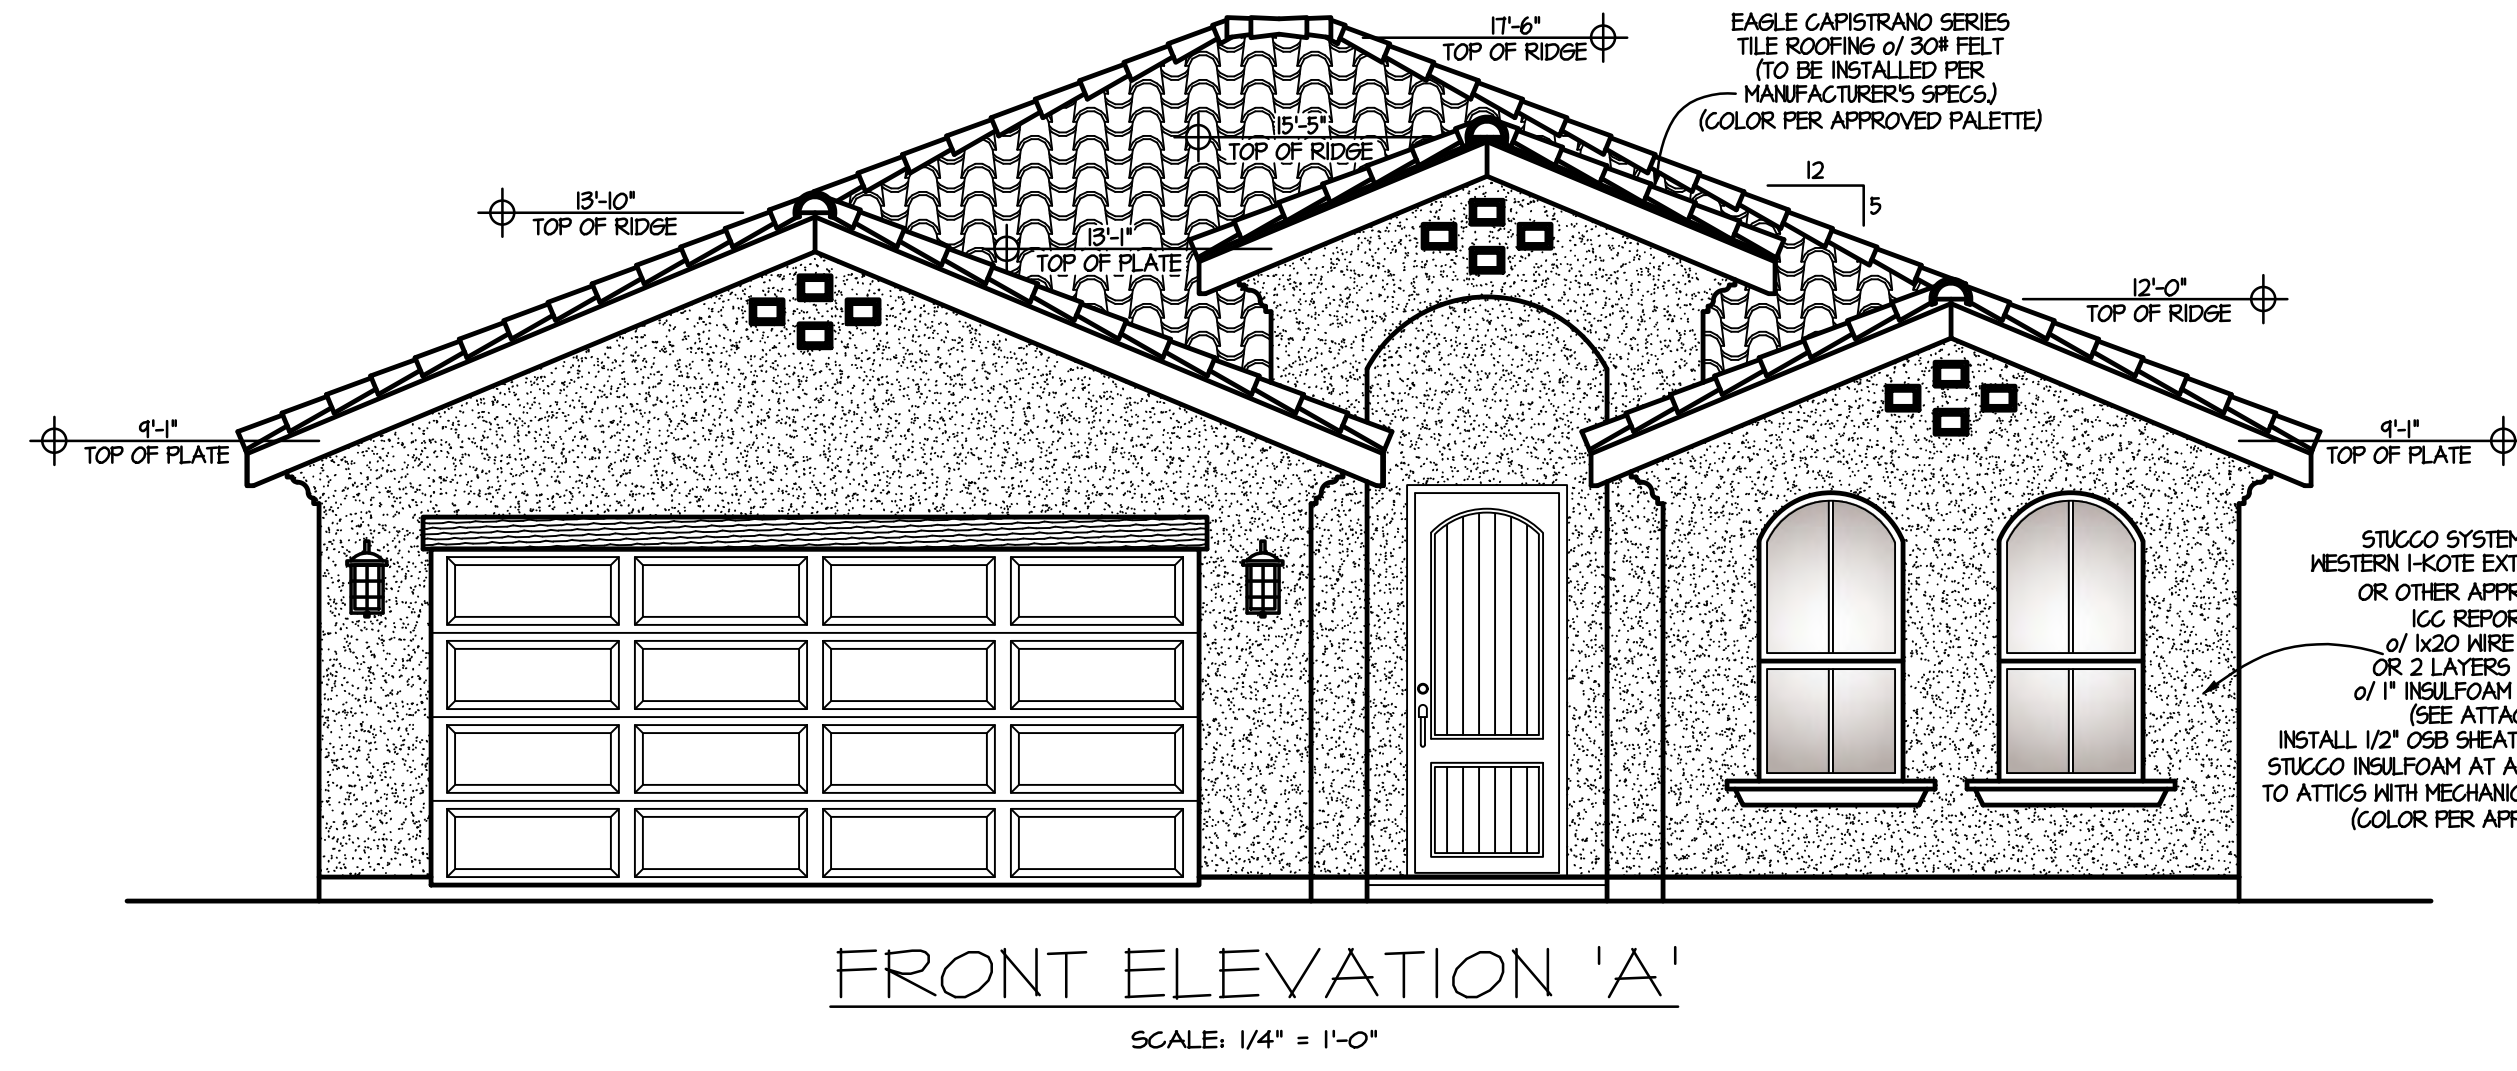 17'-6"
TOP OF RIDGE
EAGLE CAPISTRANO SERIES
TILE ROOFING o/ 30# FELT
(TO BE INSTALLED PER
MANUFACTURER'S SPECS.)
(COLOR PER APPROVED PALETTE)
15'-5"
TOP OF RIDGE
12
5
13'-10"
TOP OF RIDGE
13'-1"
TOP OF PLATE
12'-0"
TOP OF RIDGE
9'-1"
TOP OF PLATE
9'-1"
TOP OF PLATE
STUCCO SYSTEM
WESTERN 1-KOTE EXT
OR OTHER APPR
ICC REPOR
o/ 1x20 WIRE
OR 2 LAYERS
o/ 1" INSULFOAM
(SEE ATTAC
INSTALL 1/2" OSB SHEAT
STUCCO INSULFOAM AT A
TO ATTICS WITH MECHANIC
(COLOR PER APP
FRONT ELEVATION 'A'
SCALE: 1/4" = 1'-0"